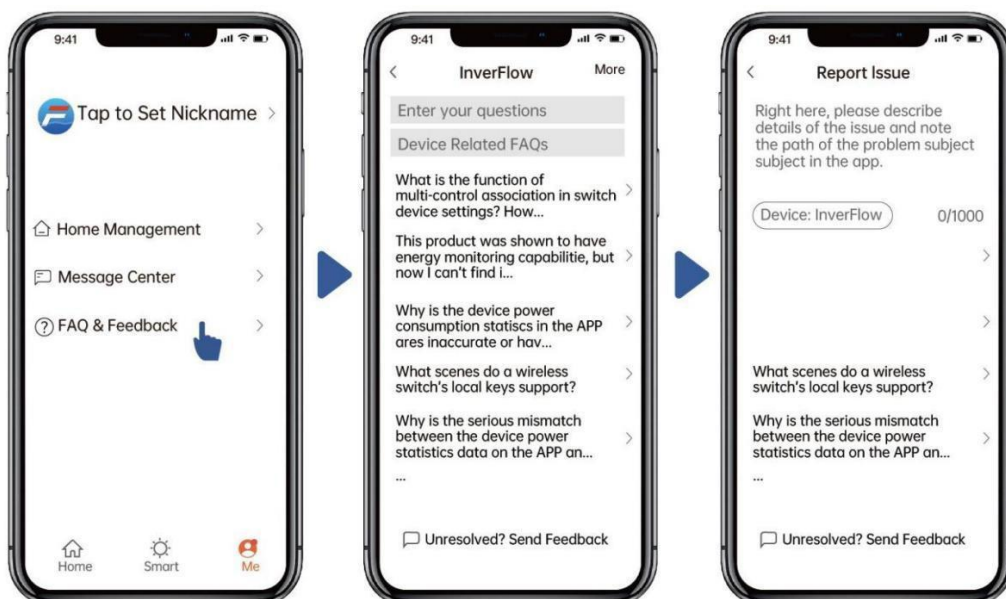 9:41
Tap to Set Nickname
Home Management
Message Center
FAQ & Feedback
Home
Smart
Me
9:41
InverFlow
More
Enter your questions
Device Related FAQs
What is the function of
multi-control association in switch
device settings? How...
This product was shown to have
energy monitoring capabilitie, but
now I can't find i...
Why is the device power
consumption statiscs in the APP
ares inaccurate or hav...
What scenes do a wireless
switch's local keys support?
Why is the serious mismatch
between the device power
statistics data on the APP an...
...
Unresolved? Send Feedback
9:41
Report Issue
Right here, please describe
details of the issue and note
the path of the problem subject
subject in the app.
Device: InverFlow
0/1000
What scenes do a wireless
switch's local keys support?
Why is the serious mismatch
between the device power
statistics data on the APP an...
...
Unresolved? Send Feedback